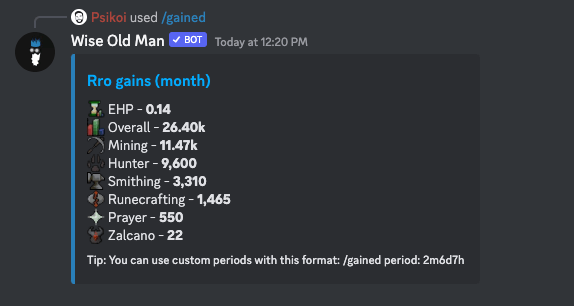 Psikoi used /gained
Wise Old Man ✓ BOT Today at 12:20 PM
Rro gains (month)
EHP - 0.14
Overall - 26.40k
Mining - 11.47k
Hunter - 9,600
Smithing - 3,310
Runecrafting - 1,465
Prayer - 550
Zalcano - 22
Tip: You can use custom periods with this format: /gained period: 2m6d7h